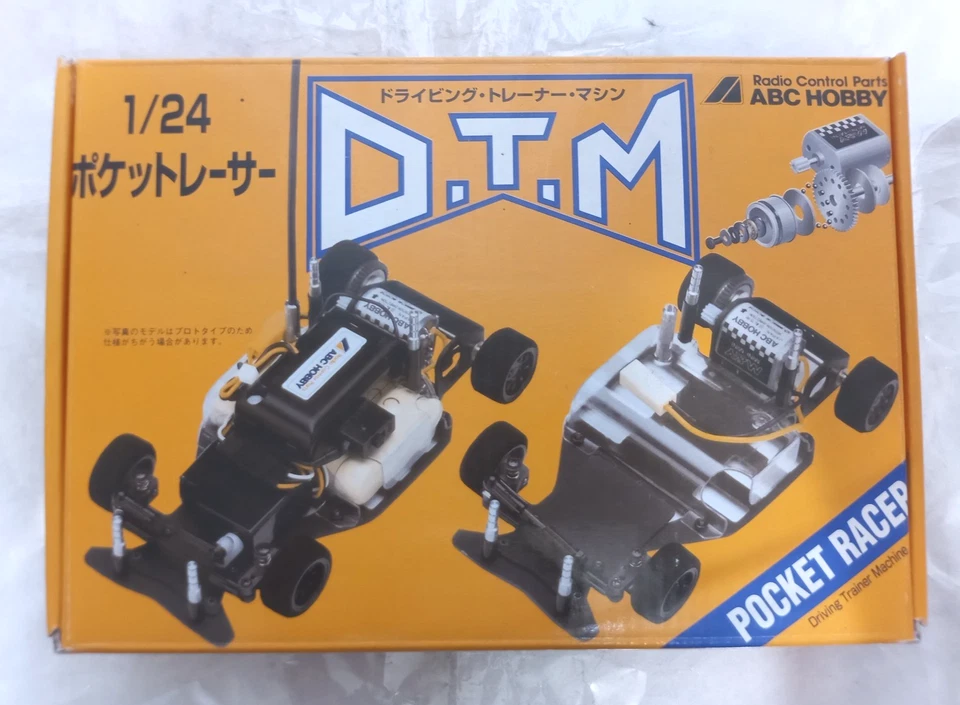 1/24
ポケットレーサー
ドライビング・トレーナー・マシン
D.T.M
Radio Control Parts
ABC HOBBY
※写真のモデルはプロトタイプのため
仕様がちがう場合があります。
ABC HOBBY
ABC HOBBY
ABC HOBBY
POCKET RACER
Driving Trainer Machine